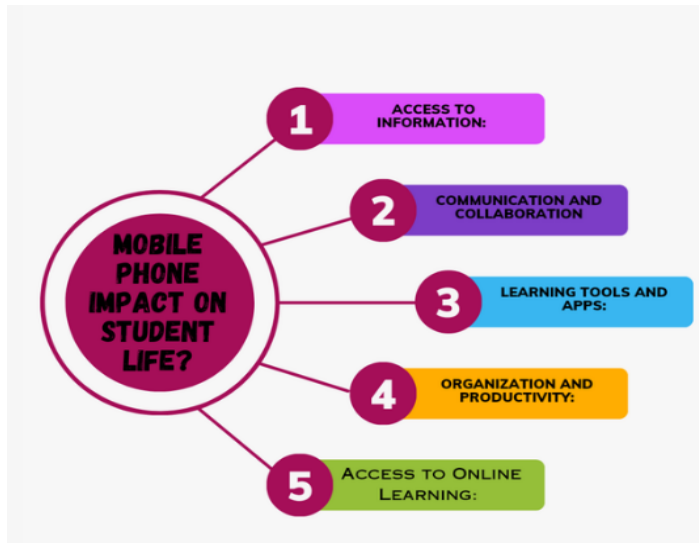 MOBILE
PHONE
IMPACT ON
STUDENT
LIFE?
1
ACCESS TO
INFORMATION:
2
COMMUNICATION AND
COLLABORATION
3
LEARNING TOOLS AND
APPS:
4
ORGANIZATION AND
PRODUCTIVITY:
5
ACCESS TO ONLINE
LEARNING: